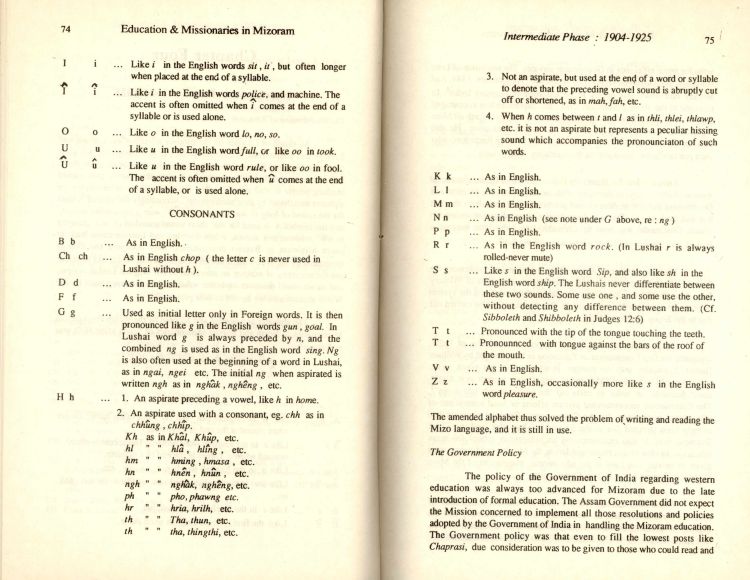 74 Education & Missionaries in Mizoram
I i ... Like i in the English words sit, it, but often longer
when placed at the end of a syllable.
Î î ... Like i in the English words police, and machine. The
accent is often omitted when î comes at the end of a
syllable or is used alone.
O o ... Like o in the English word lo, no, so.
U u ... Like u in the English word full, or like oo in took.
Û û ... Like u in the English word rule, or like oo in fool.
The accent is often omitted when û comes at the end
of a syllable, or is used alone.
CONSONANTS
B b ... As in English.
Ch ch ... As in English chop ( the letter c is never used in
Lushai without h ).
D d ... As in English.
F f ... As in English.
G g ... Used as initial letter only in Foreign words. It is then
pronounced like g in the English words gun , goal. In
Lushai word g is always preceded by n, and the
combined ng is used as in the English word sing. Ng
is also often used at the beginning of a word in Lushai,
as in ngai, ngei etc. The initial ng when aspirated is
written ngh as in nghâk , nghêng , etc.
H h ... 1. An aspirate preceding a vowel, like h in home.
2. An aspirate used with a consonant, eg. chh as in
chhûng , chhîp.
Kh as in Khâl, Khûp, etc.
hl " " hlâ , hlîng , etc.
hm " " hming , hmasa , etc.
hn " " hnên , hnûn , etc.
ngh " " nghâk, nghêng, etc.
ph " " pho, phawng etc.
hr " " hria, hrilh, etc.
th " " Tha, thun, etc.
th " " tha, thingthi, etc.
Intermediate Phase : 1904-1925 75
3. Not an aspirate, but used at the end of a word or syllable
to denote that the preceding vowel sound is abruptly cut
off or shortened, as in mah, fah, etc.
4. When h comes between t and l as in thli, thlei, thlawp,
etc. it is not an aspirate but represents a peculiar hissing
sound which accompanies the pronounciaton of such
words.
K k ... As in English.
L l ... As in English.
M m ... As in English.
N n ... As in English (see note under G above, re : ng )
P p ... As in English.
R r ... As in the English word rock. (In Lushai r is always
rolled-never mute)
S s ... Like s in the English word Sip, and also like sh in the
English word ship. The Lushais never differentiate between
these two sounds. Some use one , and some use the other,
without detecting any difference between them. (Cf.
Sibboleth and Shibboleth in Judges 12:6)
T t ... Pronounced with the tip of the tongue touching the teeth.
T t ... Pronounnced with tongue against the bars of the roof of
the mouth.
V v ... As in English.
Z z ... As in English, occasionally more like s in the English
word pleasure.
The amended alphabet thus solved the problem of writing and reading the
Mizo language, and it is still in use.
The Government Policy
The policy of the Government of India regarding western
education was always too advanced for Mizoram due to the late
introduction of formal education. The Assam Government did not expect
the Mission concerned to implement all those resolutions and policies
adopted by the Government of India in handling the Mizoram education.
The Government policy was that even to fill the lowest posts like
Chaprasi, due consideration was to be given to those who could read and